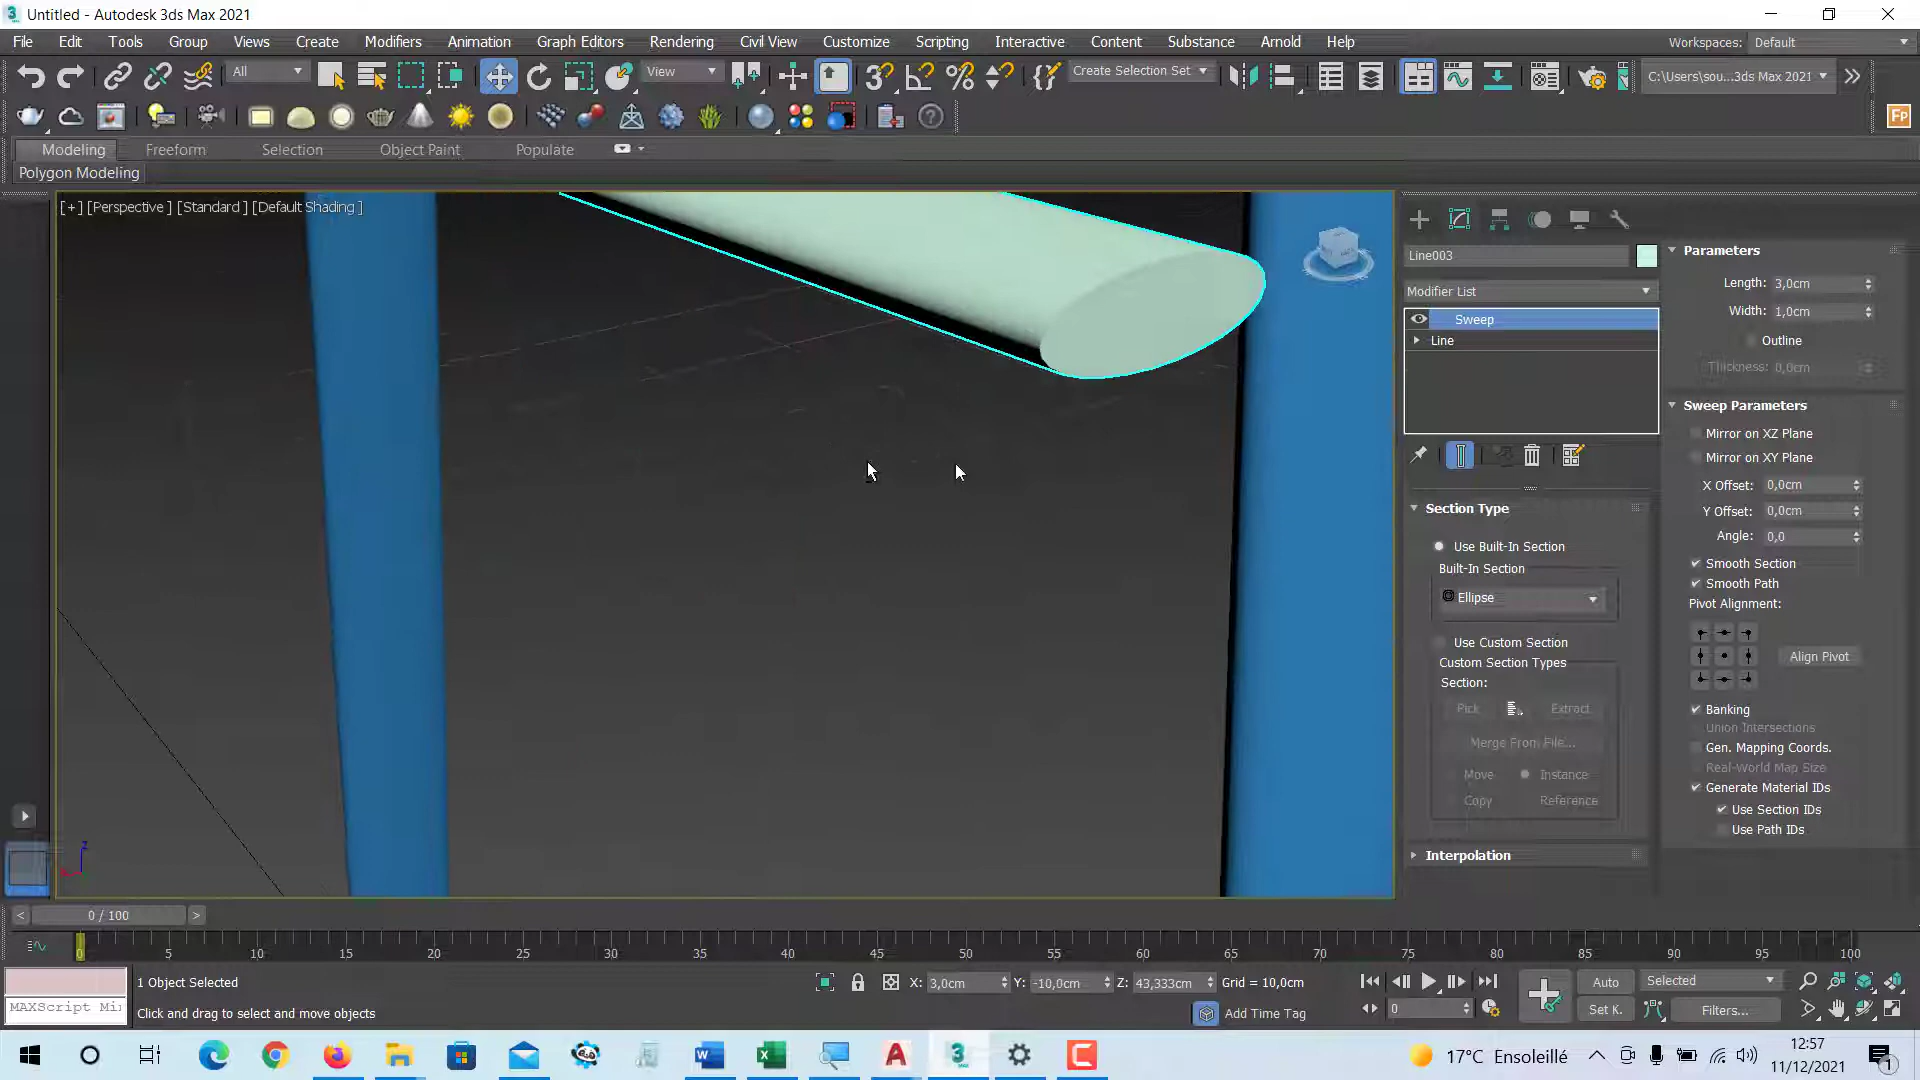 Untitled - Autodesk 3ds Max 2021
File Edit Tools Group Views Create Modifiers Animation Graph Editors Rendering Civil View Customize Scripting Interactive Content Substance Arnold Help Workspaces: Default
All View Create Selection Set C:\Users\sou...3ds Max 2021
Modeling Freeform Selection Object Paint Populate
Polygon Modeling
[+] [Perspective ] [Standard ] [Default Shading ]
Line003
Modifier List
Sweep
Line
Section Type
Use Built-In Section
Built-In Section
Ellipse
Use Custom Section
Custom Section Types
Section:
Pick Extract
Merge From File...
Move Instance
Copy Reference
Interpolation
Parameters
Length: 3,0cm
Width: 1,0cm
Outline
Thickness: 0,0cm
Sweep Parameters
Mirror on XZ Plane
Mirror on XY Plane
X Offset: 0,0cm
Y Offset: 0,0cm
Angle: 0,0
Smooth Section
Smooth Path
Pivot Alignment:
Align Pivot
Banking
Union Intersections
Gen. Mapping Coords.
Real-World Map Size
Generate Material IDs
Use Section IDs
Use Path IDs
0 / 100
0 5 10 15 20 25 30 35 40 45 50 55 60 65 70 75 80 85 90 95 100
1 Object Selected X: 3,0cm Y: -10,0cm Z: 43,333cm Grid = 10,0cm Auto Selected
MAXScript Mi Click and drag to select and move objects Add Time Tag 0 Set K. Filters...
17°C Ensoleillé 12:57
11/12/2021